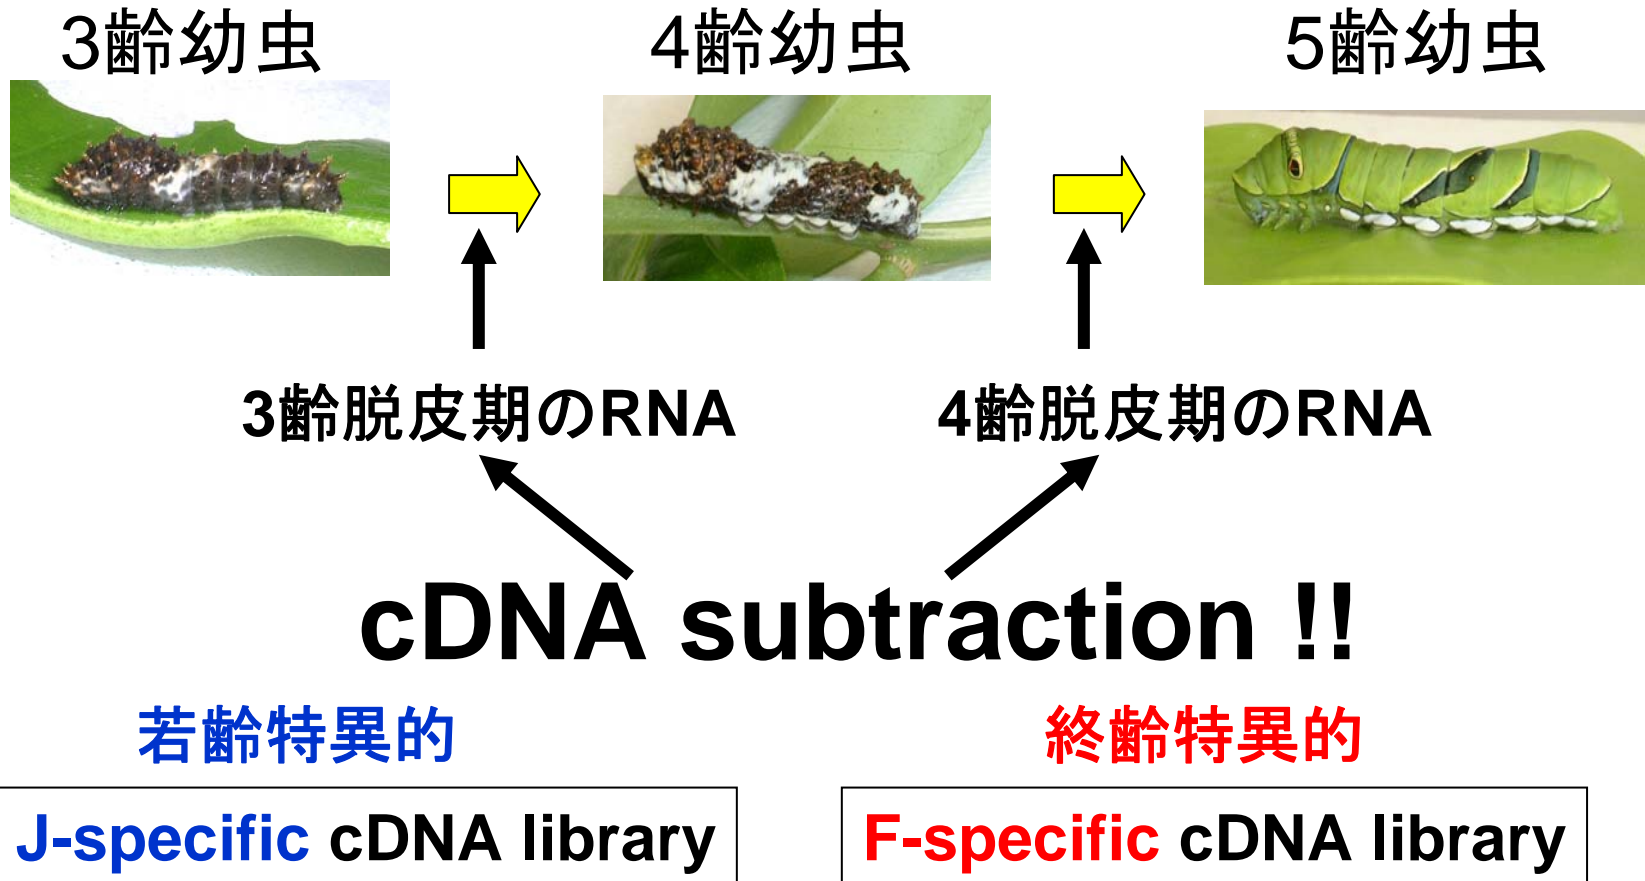 3齢幼虫
4齢幼虫
5齢幼虫
3齢脱皮期のRNA
4齢脱皮期のRNA
cDNA subtraction !!
若齢特異的
終齢特異的
J-specific cDNA library
F-specific cDNA library